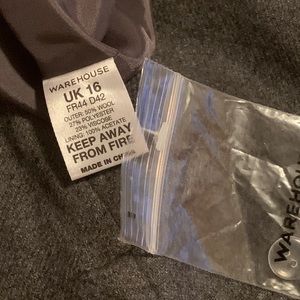 WAREHOUSE
UK 16
FR44 D42
OUTER: 50% WOOL
27% POLYESTER
23% VISCOSE
LINING: 100% ACETATE
KEEP AWAY
FROM FIRE
MADE IN CHINA
WAREHOUS